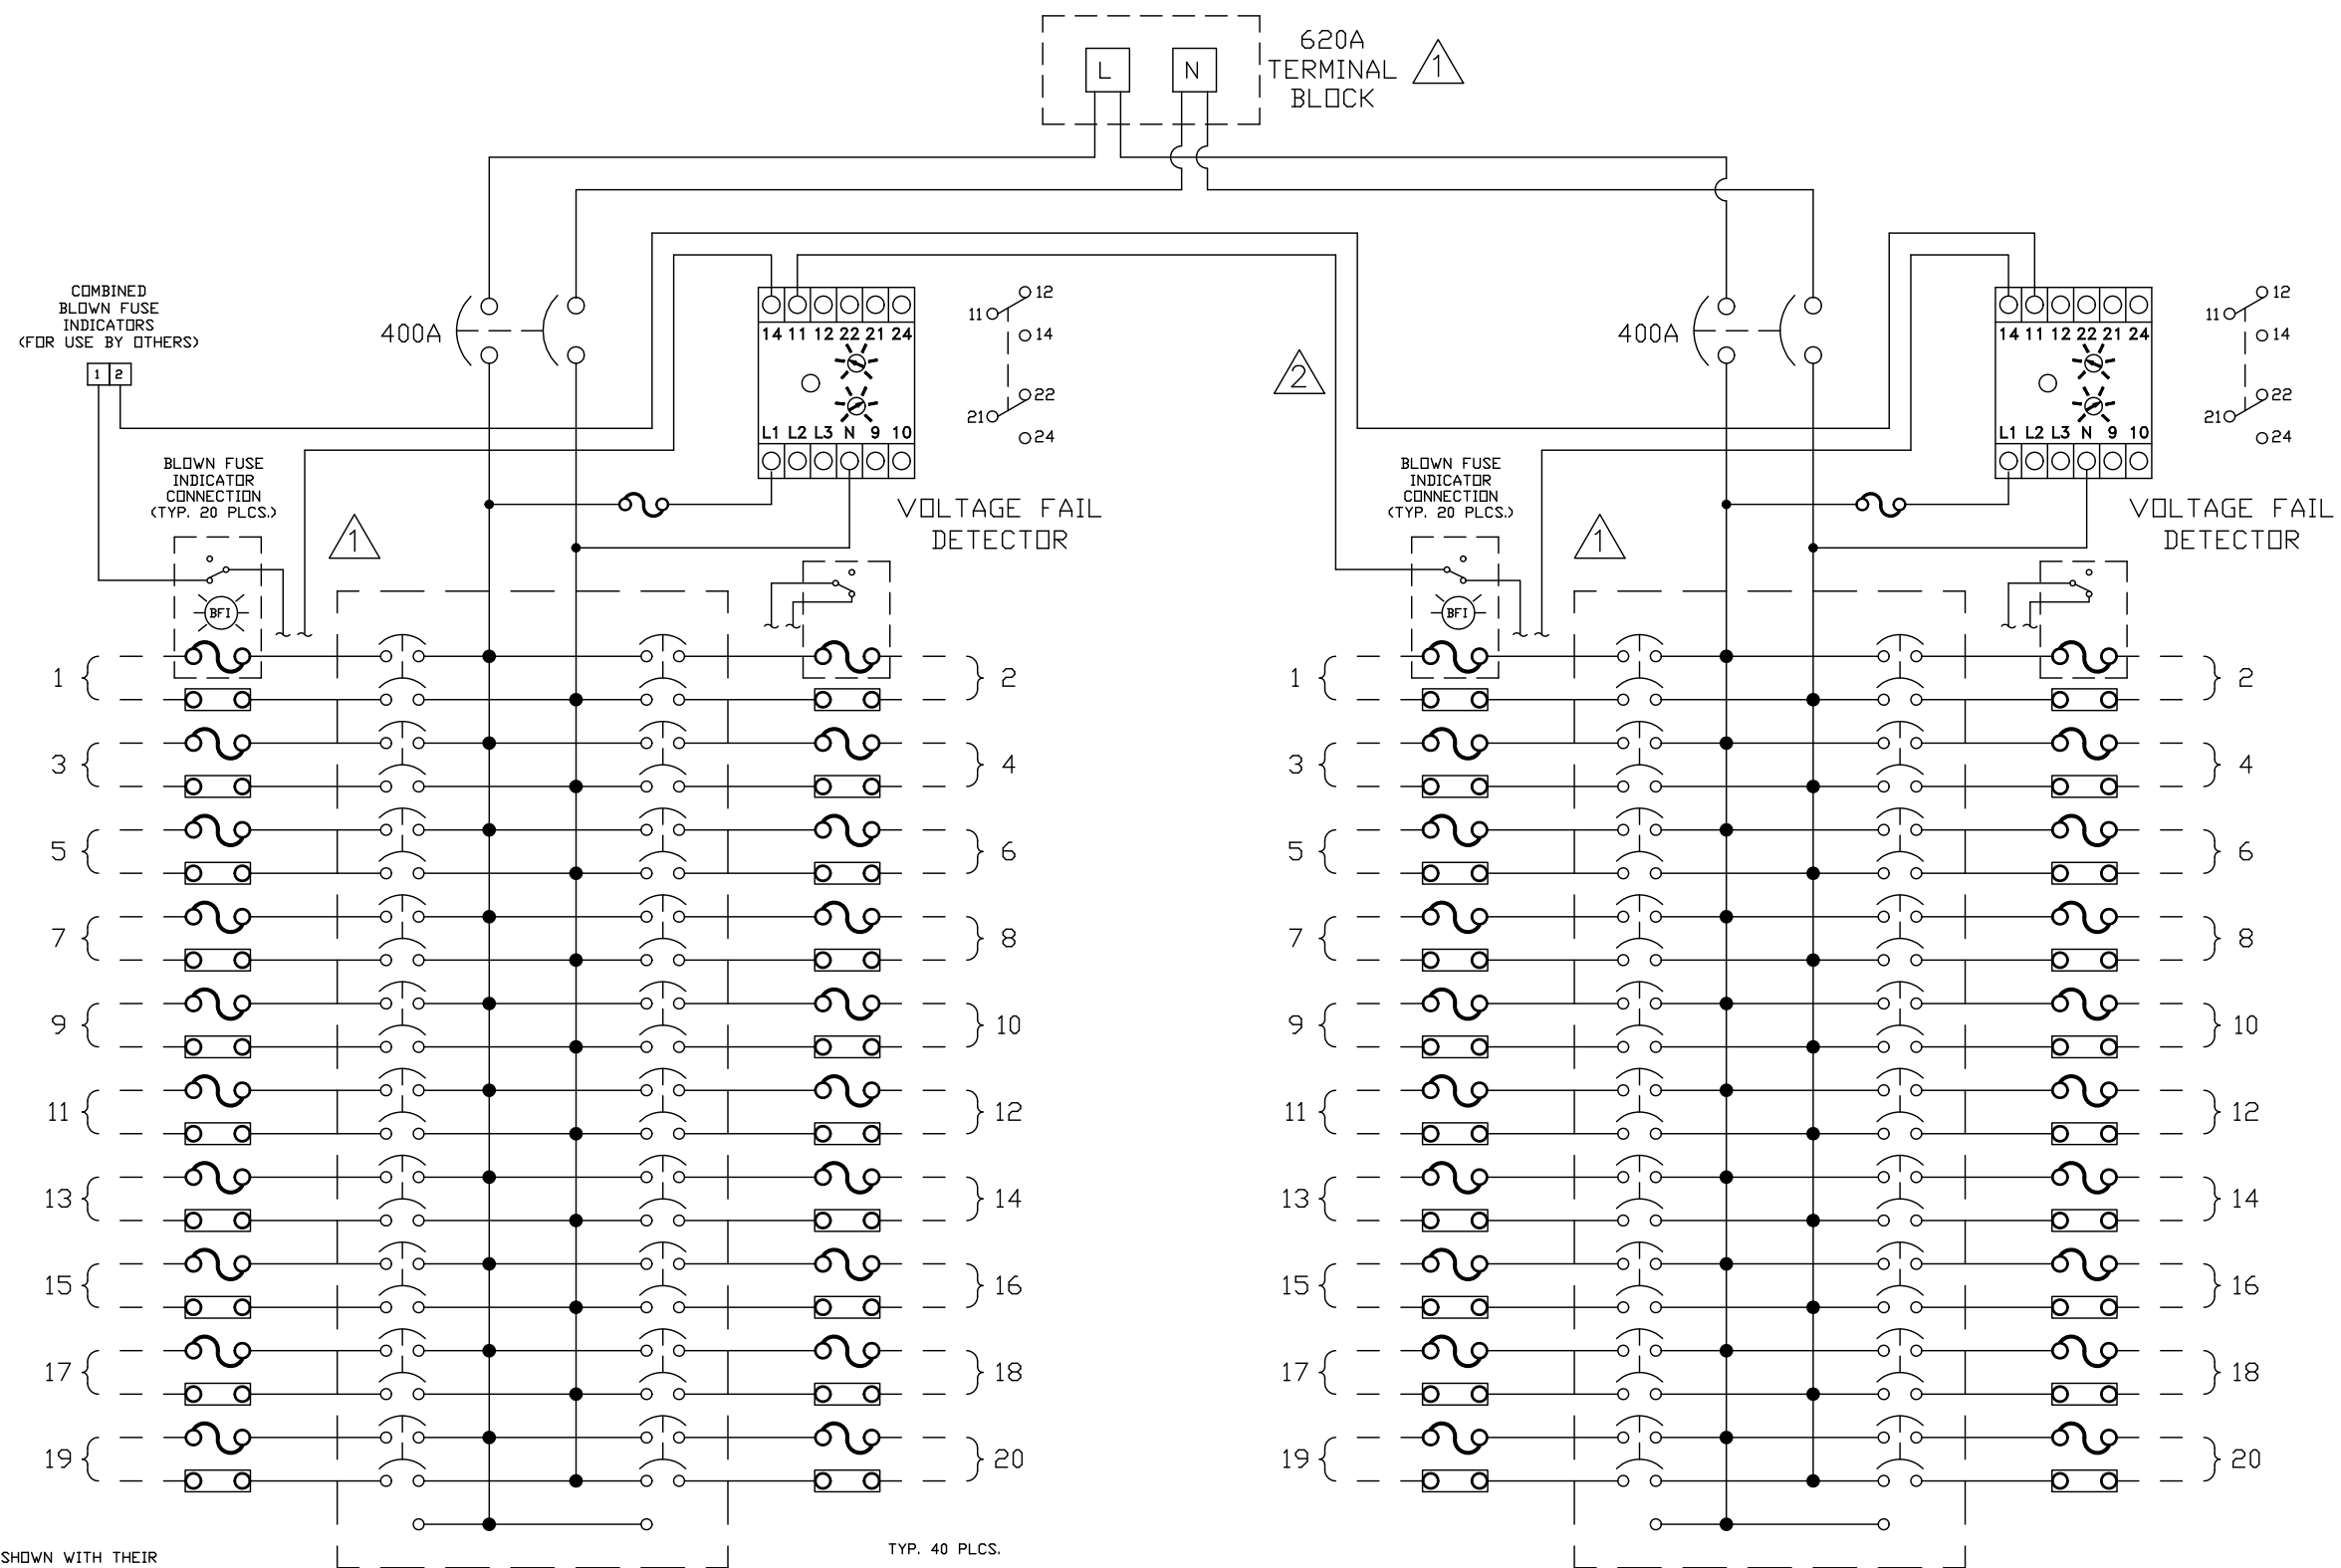 620A
TERMINAL
BLOCK
1
L N
COMBINED
BLOWN FUSE
INDICATORS
(FOR USE BY OTHERS)
1 2
400A
14 11 12 22 21 24
L1 L2 L3 N 9 10
12
11
14
22
21
24
VOLTAGE FAIL
DETECTOR
2
400A
14 11 12 22 21 24
L1 L2 L3 N 9 10
12
11
14
22
21
24
VOLTAGE FAIL
DETECTOR
BLOWN FUSE
INDICATOR
CONNECTION
(TYP. 20 PLCS.)
1
BFI
BLOWN FUSE
INDICATOR
CONNECTION
(TYP. 20 PLCS.)
1
BFI
1 2 1 2
3 4 3 4
5 6 5 6
7 8 7 8
9 10 9 10
11 12 11 12
13 14 13 14
15 16 15 16
17 18 17 18
19 20 19 20
SHOWN WITH THEIR
TYP. 40 PLCS.